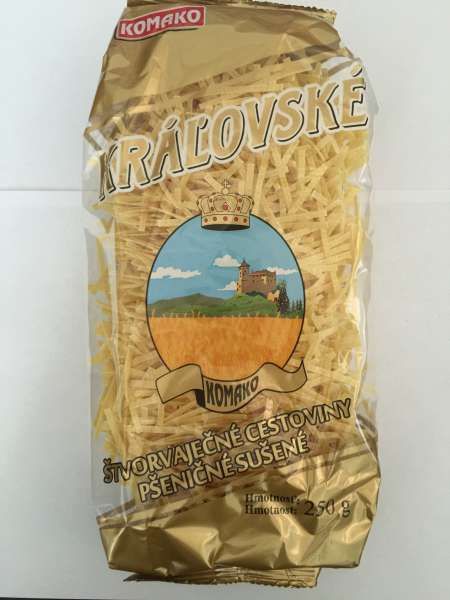 KOMAKO
KRÁĽOVSKÉ
KOMAKO
ŠTVORVAJEČNÉ CESTOVINY
PŠENIČNÉ SUŠENÉ
Hmotnosť:
Hmotnost: 250 g